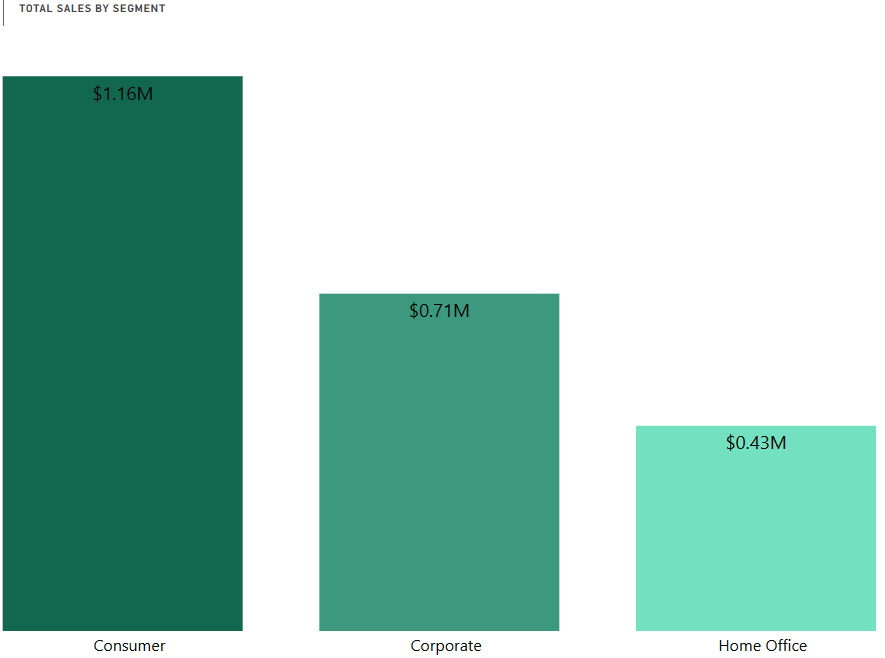 TOTAL SALES BY SEGMENT
$1.16M
$0.71M
$0.43M
Consumer
Corporate
Home Office